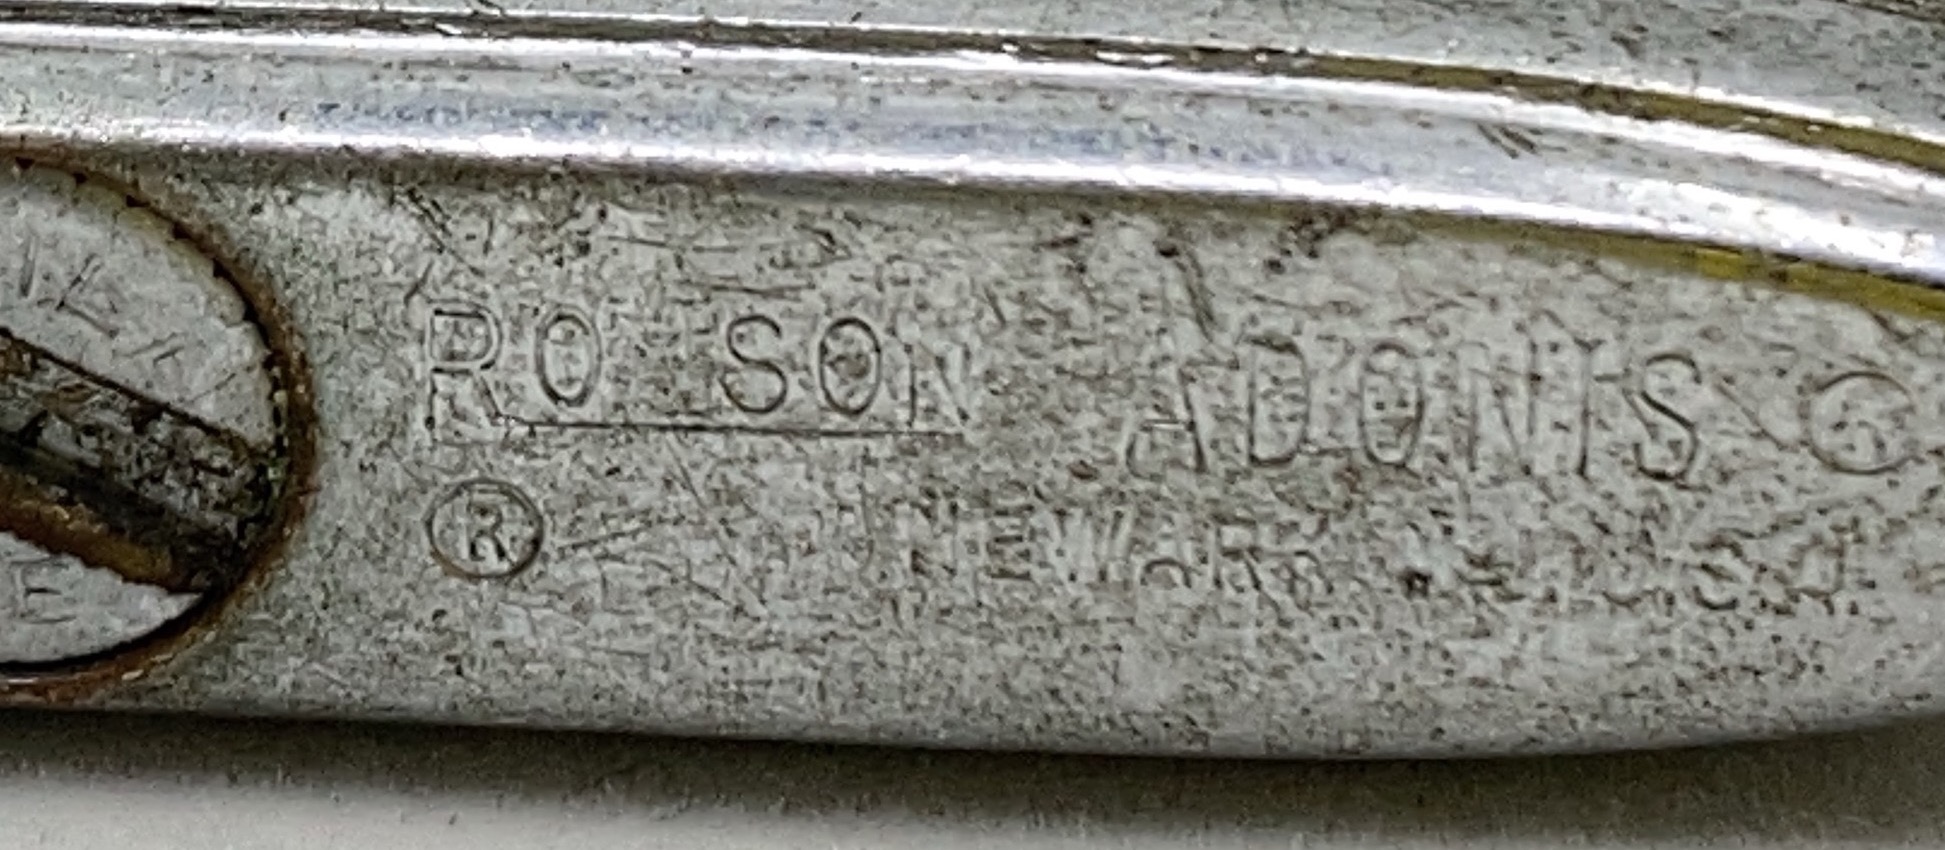 RONSON ADONIS ®
® NEWARK U.S.A.